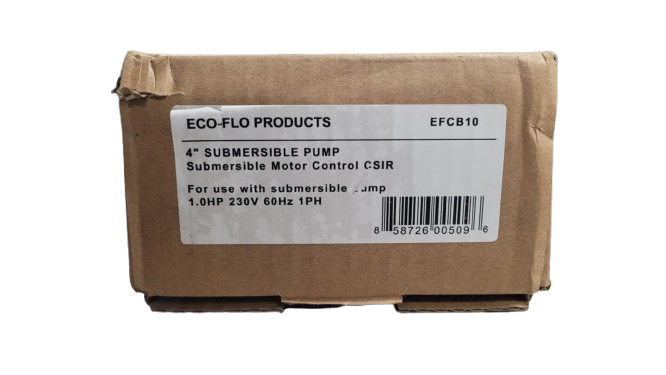 ECO-FLO PRODUCTS EFCB10
4" SUBMERSIBLE PUMP
Submersible Motor Control CSIR
For use with submersible pump
1.0HP 230V 60Hz 1PH
8 58726 00509 6